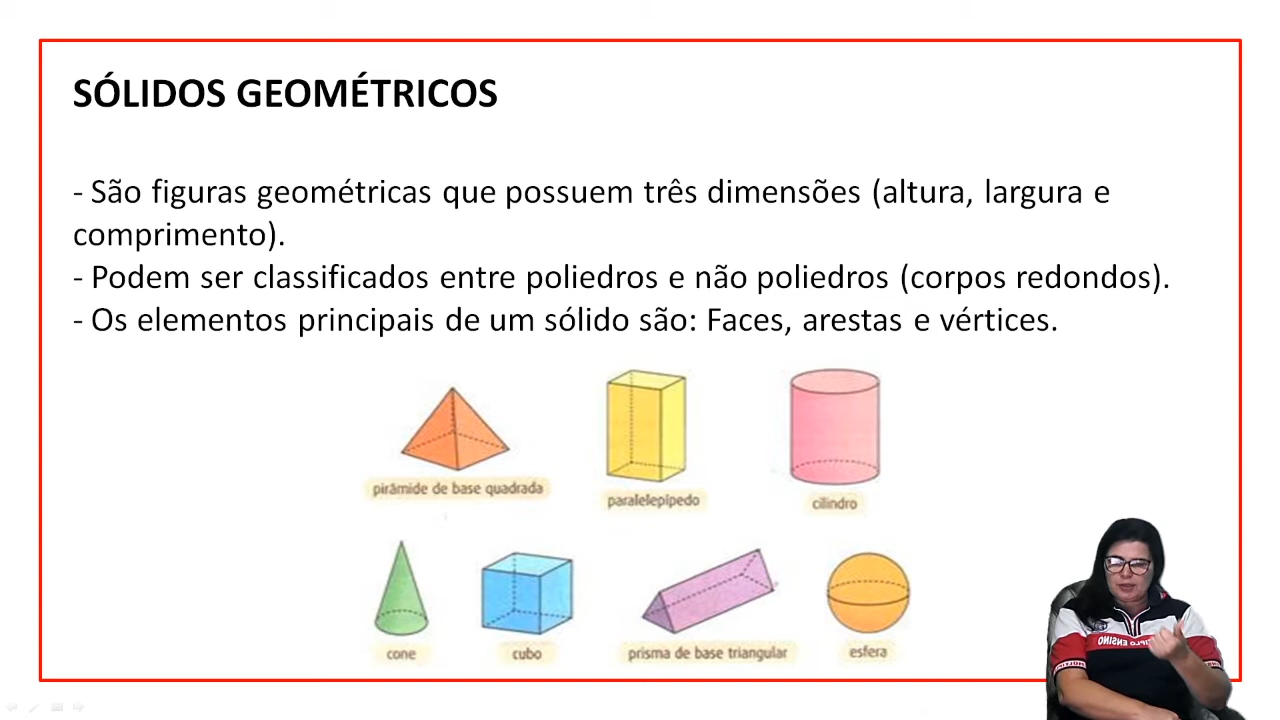 SÓLIDOS GEOMÉTRICOS
- São figuras geométricas que possuem três dimensões (altura, largura e
comprimento).
- Podem ser classificados entre poliedros e não poliedros (corpos redondos).
- Os elementos principais de um sólido são: Faces, arestas e vértices.
pirâmide de base quadrada
paralelepípedo
cilindro
cone
cubo
prisma de base triangular
esfera
ENSINO